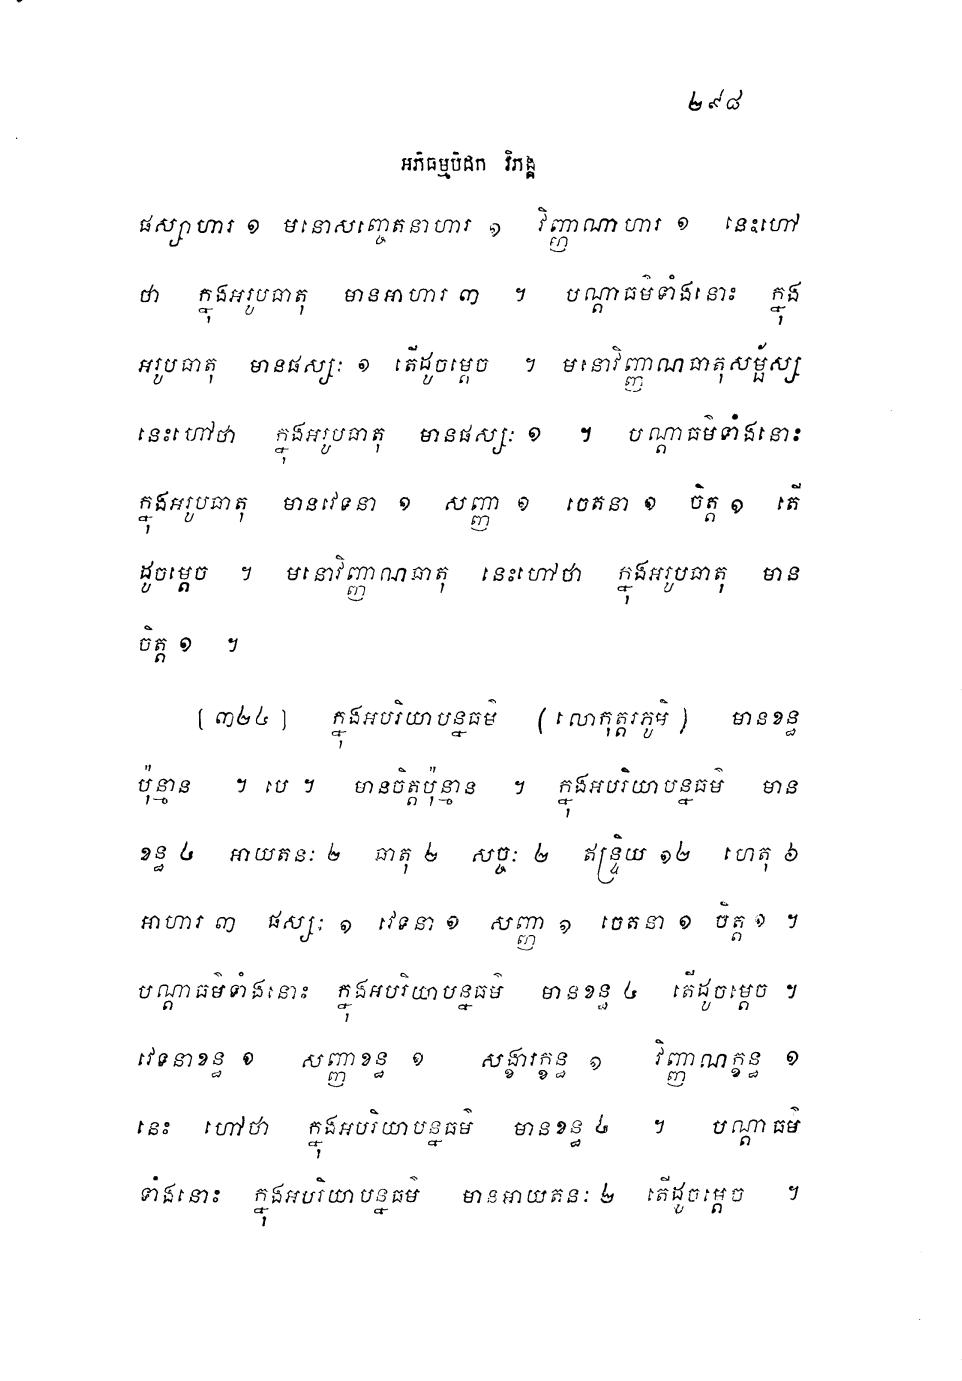 ២៩៨
អភិធម្មបិដក វិភង្គ
ផស្សាហារ ១ មនោសញ្ចេតនាហារ ១ វិញ្ញាណាហារ ១ នេះហៅ
ថា ក្នុងអរូបធាតុ មានអាហារ ៣ ។ បណ្តាធម៌ទាំងនោះ ក្នុង
អរូបធាតុ មានផស្សៈ ១ តើដូចម្តេច ។ មនោវិញ្ញាណធាតុសម្ផ័ស្ស
នេះហៅថា ក្នុងអរូបធាតុ មានផស្សៈ ១ ។ បណ្តាធម៌ទាំងនោះ
ក្នុងអរូបធាតុ មានវេទនា ១ សញ្ញា ១ ចេតនា ១ ចិត្ត ១ តើ
ដូចម្តេច ។ មនោវិញ្ញាណធាតុ នេះហៅថា ក្នុងអរូបធាតុ មាន
ចិត្ត ១ ។
[៣២៤] ក្នុងអបរិយាបន្នធម៌ (លោកុត្តរភូមិ) មានខន្ធ
ប៉ុន្មាន ។ បេ ។ មានចិត្តប៉ុន្មាន ។ ក្នុងអបរិយាបន្នធម៌ មាន
ខន្ធ ៤ អាយតនៈ ២ ធាតុ ២ សច្ចៈ ២ ឥន្ទ្រិយ ១២ ហេតុ ៦
អាហារ ៣ ផស្សៈ ១ វេទនា ១ សញ្ញា ១ ចេតនា ១ ចិត្ត ១ ។
បណ្តាធម៌ទាំងនោះ ក្នុងអបរិយាបន្នធម៌ មានខន្ធ ៤ តើដូចម្តេច ។
វេទនាខន្ធ ១ សញ្ញាខន្ធ ១ សង្ខារក្ខន្ធ ១ វិញ្ញាណក្ខន្ធ ១
នេះ ហៅថា ក្នុងអបរិយាបន្នធម៌ មានខន្ធ ៤ ។ បណ្តាធម៌
ទាំងនោះ ក្នុងអបរិយាបន្នធម៌ មានអាយតនៈ ២ តើដូចម្តេច ។